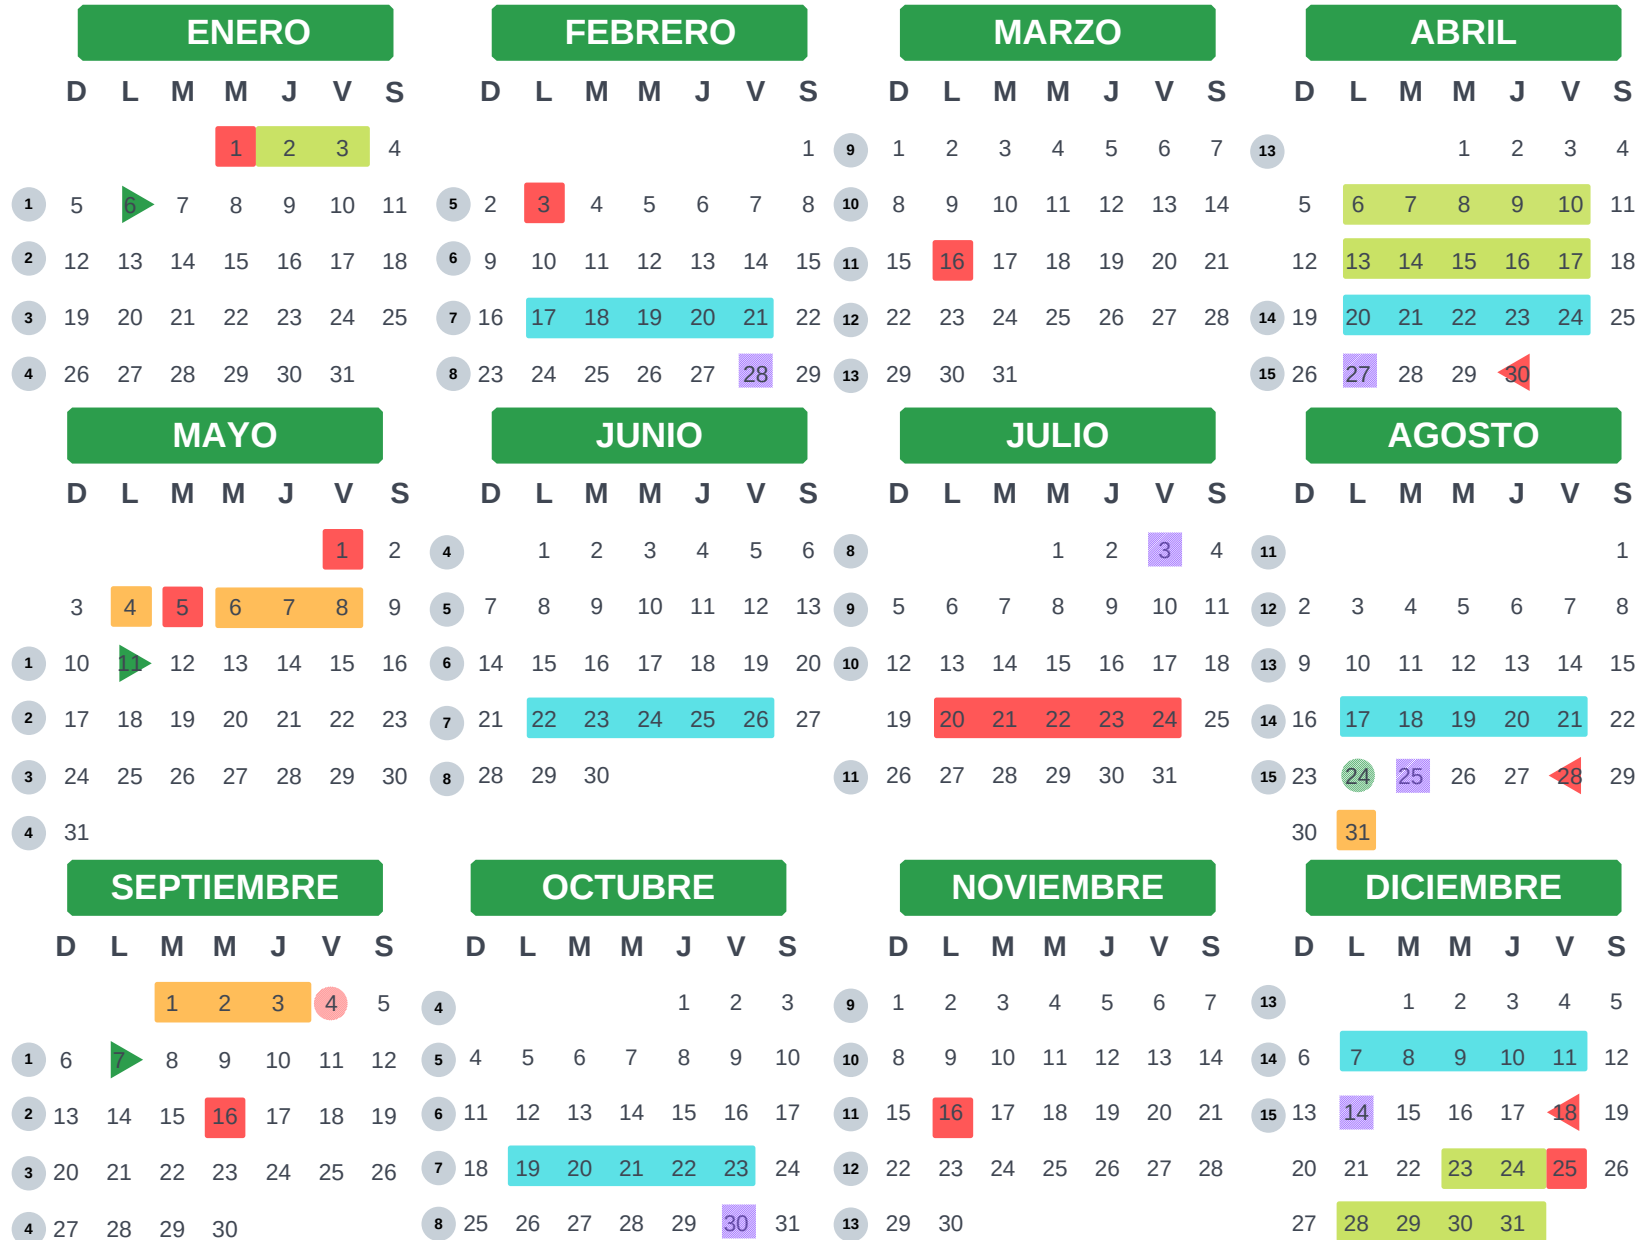 ENERO FEBRERO MARZO ABRIL
D L M M J V S D L M M J V S D L M M J V S D L M M J V S
1 2 3 4 1 9 1 2 3 4 5 6 7 13 1 2 3 4
1 5 6 7 8 9 10 11 5 2 3 4 5 6 7 8 10 8 9 10 11 12 13 14 5 6 7 8 9 10 11
2 12 13 14 15 16 17 18 6 9 10 11 12 13 14 15 11 15 16 17 18 19 20 21 12 13 14 15 16 17 18
3 19 20 21 22 23 24 25 7 16 17 18 19 20 21 22 12 22 23 24 25 26 27 28 14 19 20 21 22 23 24 25
4 26 27 28 29 30 31 8 23 24 25 26 27 28 29 13 29 30 31 15 26 27 28 29 30
MAYO JUNIO JULIO AGOSTO
D L M M J V S D L M M J V S D L M M J V S D L M M J V S
1 2 4 1 2 3 4 5 6 8 1 2 3 4 11 1
3 4 5 6 7 8 9 5 7 8 9 10 11 12 13 9 5 6 7 8 9 10 11 12 2 3 4 5 6 7 8
1 10 11 12 13 14 15 16 6 14 15 16 17 18 19 20 10 12 13 14 15 16 17 18 13 9 10 11 12 13 14 15
2 17 18 19 20 21 22 23 7 21 22 23 24 25 26 27 19 20 21 22 23 24 25 14 16 17 18 19 20 21 22
3 24 25 26 27 28 29 30 8 28 29 30 11 26 27 28 29 30 31 15 23 24 25 26 27 28 29
4 31 30 31
SEPTIEMBRE OCTUBRE NOVIEMBRE DICIEMBRE
D L M M J V S D L M M J V S D L M M J V S D L M M J V S
1 2 3 4 5 4 1 2 3 9 1 2 3 4 5 6 7 13 1 2 3 4 5
1 6 7 8 9 10 11 12 5 4 5 6 7 8 9 10 10 8 9 10 11 12 13 14 14 6 7 8 9 10 11 12
2 13 14 15 16 17 18 19 6 11 12 13 14 15 16 17 11 15 16 17 18 19 20 21 15 13 14 15 16 17 18 19
3 20 21 22 23 24 25 26 7 18 19 20 21 22 23 24 12 22 23 24 25 26 27 28 20 21 22 23 24 25 26
4 27 28 29 30 8 25 26 27 28 29 30 31 13 29 30 27 28 29 30 31